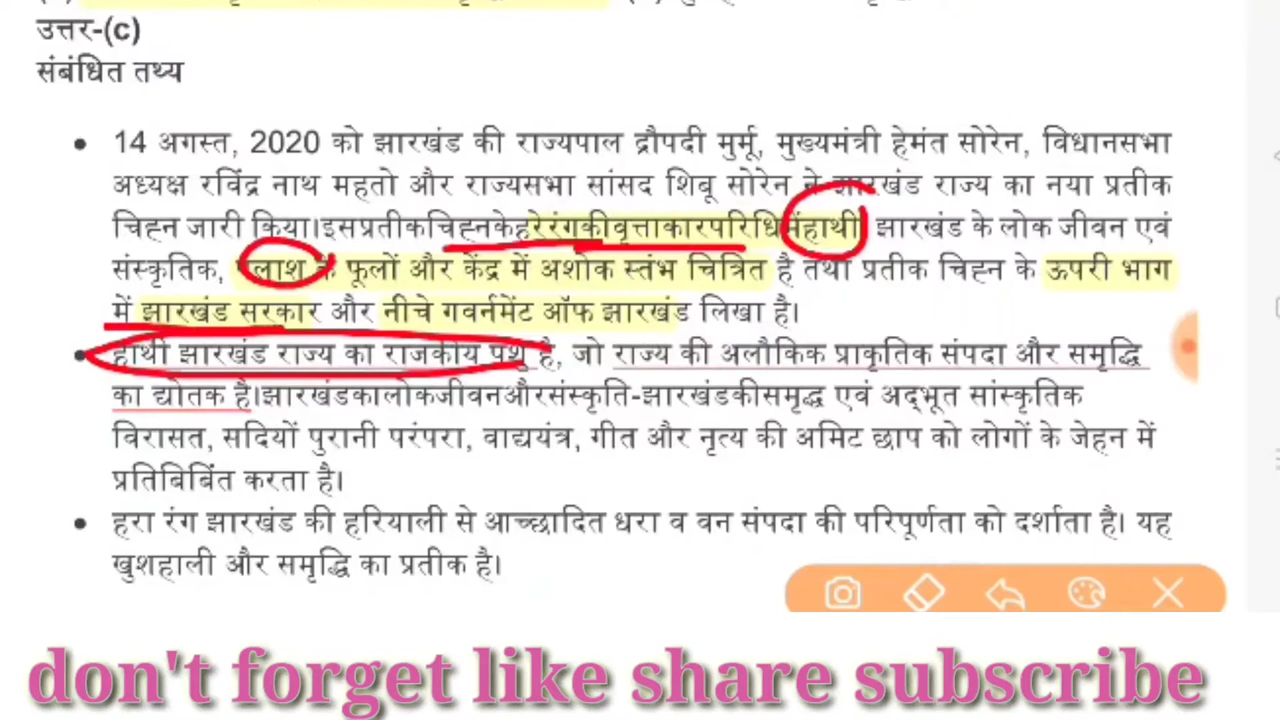 उत्तर-(c)
संबंधित तथ्य
• 14 अगस्त, 2020 को झारखंड की राज्यपाल द्रौपदी मुर्मू, मुख्यमंत्री हेमंत सोरेन, विधानसभा
अध्यक्ष रविंद्र नाथ महतो और राज्यसभा सांसद शिबू सोरेन ने झारखंड राज्य का नया प्रतीक
चिह्न जारी किया।इसप्रतीकचिह्नकेहरेरंगकीवृत्ताकारपरिधिमेंहाथी झारखंड के लोक जीवन एवं
संस्कृतिक, पलाश के फूलों और केंद्र में अशोक स्तंभ चित्रित है तथा प्रतीक चिह्न के ऊपरी भाग
में झारखंड सरकार और नीचे गवर्नमेंट ऑफ झारखंड लिखा है।
• हाथी झारखंड राज्य का राजकीय पशु है, जो राज्य की अलौकिक प्राकृतिक संपदा और समृद्धि
का द्योतक है।झारखंडकालोकजीवनऔरसंस्कृति-झारखंडकीसमृद्ध एवं अद्भूत सांस्कृतिक
विरासत, सदियों पुरानी परंपरा, वाद्ययंत्र, गीत और नृत्य की अमिट छाप को लोगों के जेहन में
प्रतिबिबिंत करता है।
• हरा रंग झारखंड की हरियाली से आच्छादित धरा व वन संपदा की परिपूर्णता को दर्शाता है। यह
खुशहाली और समृद्धि का प्रतीक है।
don't forget like share subscribe